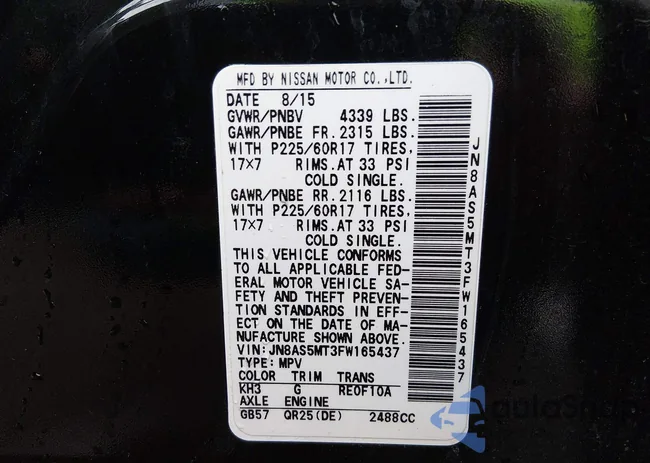 MFD BY NISSAN MOTOR CO.,LTD.
DATE 8/15
GVWR/PNBV 4339 LBS.
GAWR/PNBE FR. 2315 LBS.
WITH P225/60R17 TIRES,
17x7 RIMS.AT 33 PSI
COLD SINGLE.
GAWR/PNBE RR. 2116 LBS.
WITH P225/60R17 TIRES,
17x7 RIMS.AT 33 PSI
COLD SINGLE.
THIS VEHICLE CONFORMS
TO ALL APPLICABLE FED-
ERAL MOTOR VEHICLE SA-
FETY AND THEFT PREVEN-
TION STANDARDS IN EFF-
ECT ON THE DATE OF MA-
NUFACTURE SHOWN ABOVE.
VIN:JN8AS5MT3FW165437
TYPE:MPV
COLOR TRIM TRANS
KH3 G RE0F10A
AXLE ENGINE
GB57 QR25(DE) 2488CC
JN8AS5MT3FW165437